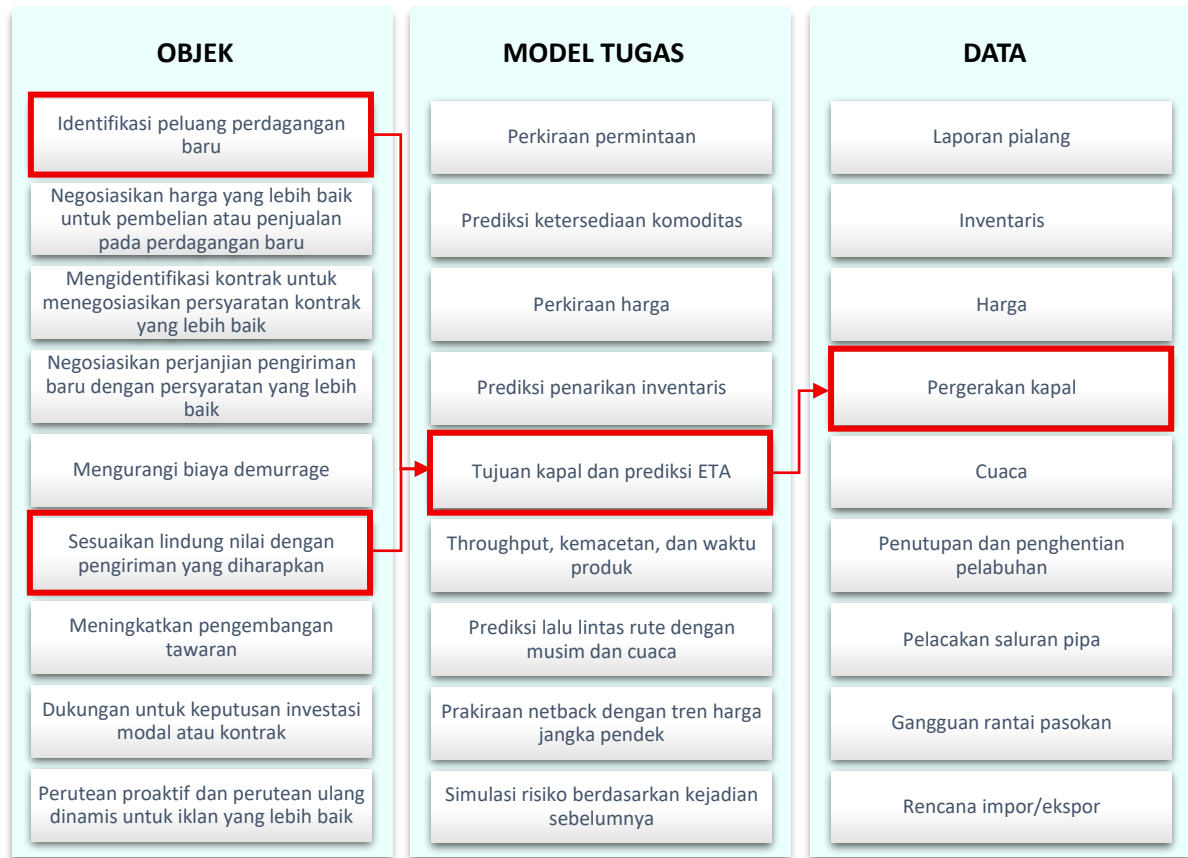 OBJEK
Identifikasi peluang perdagangan
baru
Negosiasikan harga yang lebih baik
untuk pembelian atau penjualan
pada perdagangan baru
Mengidentifikasi kontrak untuk
menegosiasikan persyaratan kontrak
yang lebih baik
Negosiasikan perjanjian pengiriman
baru dengan persyaratan yang lebih
baik
Mengurangi biaya demurrage
Sesuaikan lindung nilai dengan
pengiriman yang diharapkan
Meningkatkan pengembangan
tawaran
Dukungan untuk keputusan investasi
modal atau kontrak
Perutean proaktif dan perutean ulang
dinamis untuk iklan yang lebih baik
MODEL TUGAS
Perkiraan permintaan
Prediksi ketersediaan komoditas
Perkiraan harga
Prediksi penarikan inventaris
Tujuan kapal dan prediksi ETA
Throughput, kemacetan, dan waktu
produk
Prediksi lalu lintas rute dengan
musim dan cuaca
Prakiraan netback dengan tren harga
jangka pendek
Simulasi risiko berdasarkan kejadian
sebelumnya
DATA
Laporan pialang
Inventaris
Harga
Pergerakan kapal
Cuaca
Penutupan dan penghentian
pelabuhan
Pelacakan saluran pipa
Gangguan rantai pasokan
Rencana impor/ekspor